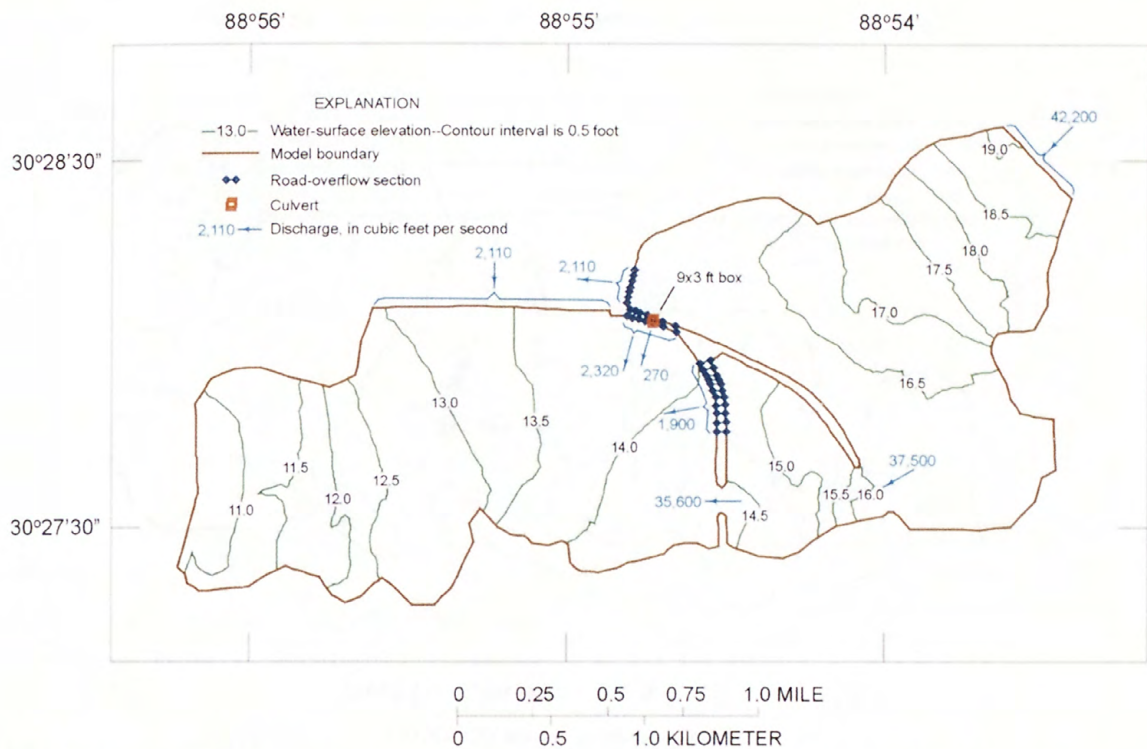 88°56' 88°55' 88°54'
EXPLANATION
—13.0— Water-surface elevation--Contour interval is 0.5 foot
Model boundary
Road-overflow section
Culvert
2,110 Discharge, in cubic feet per second
30°28'30"
30°27'30"
42,200
19.0
18.5
18.0
17.5
17.0
16.5
2,110
2,110
9x3 ft box
2,320
270
1,900
13.0
13.5
14.0
11.5
12.0
12.5
11.0
15.0
15.5
16.0
37,500
35,600
14.5
0 0.25 0.5 0.75 1.0 MILE
0 0.5 1.0 KILOMETER